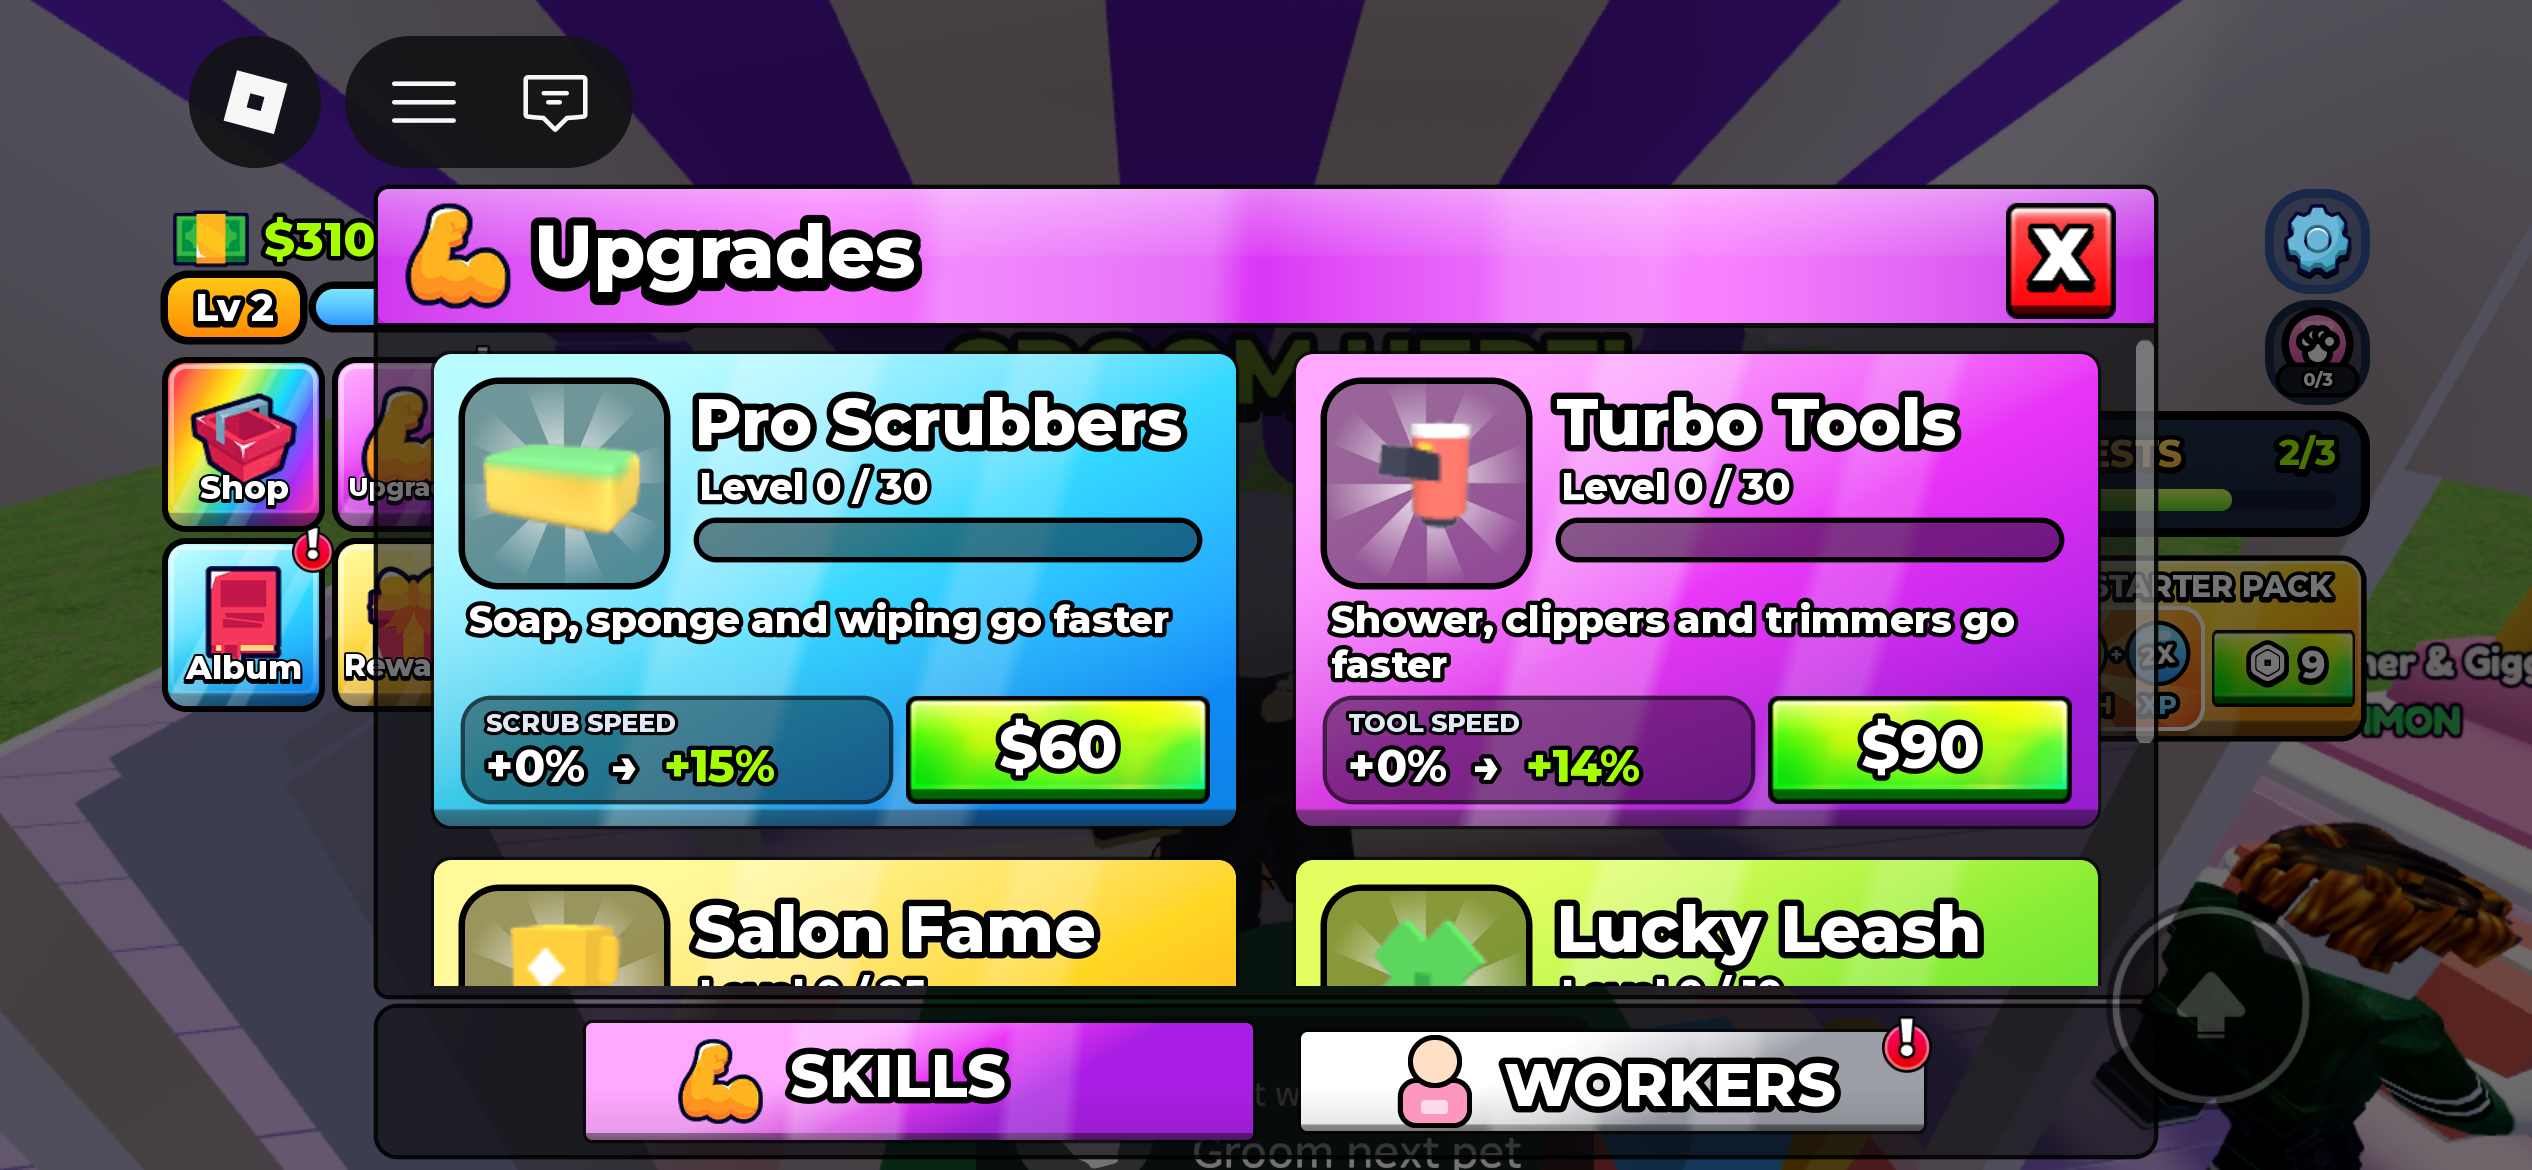 $310
Lv 2
Upgrades
X
0/3
Shop
Album
!
Pro Scrubbers
Level 0 / 30
Soap, sponge and wiping go faster
SCRUB SPEED
+0% → +15%
$60
Turbo Tools
Level 0 / 30
Shower, clippers and trimmers go
faster
TOOL SPEED
+0% → +14%
$90
2/3
STARTER PACK
+ 2X
XP
9
Salon Fame
Lucky Leash
SKILLS
WORKERS
!
Groom next pet